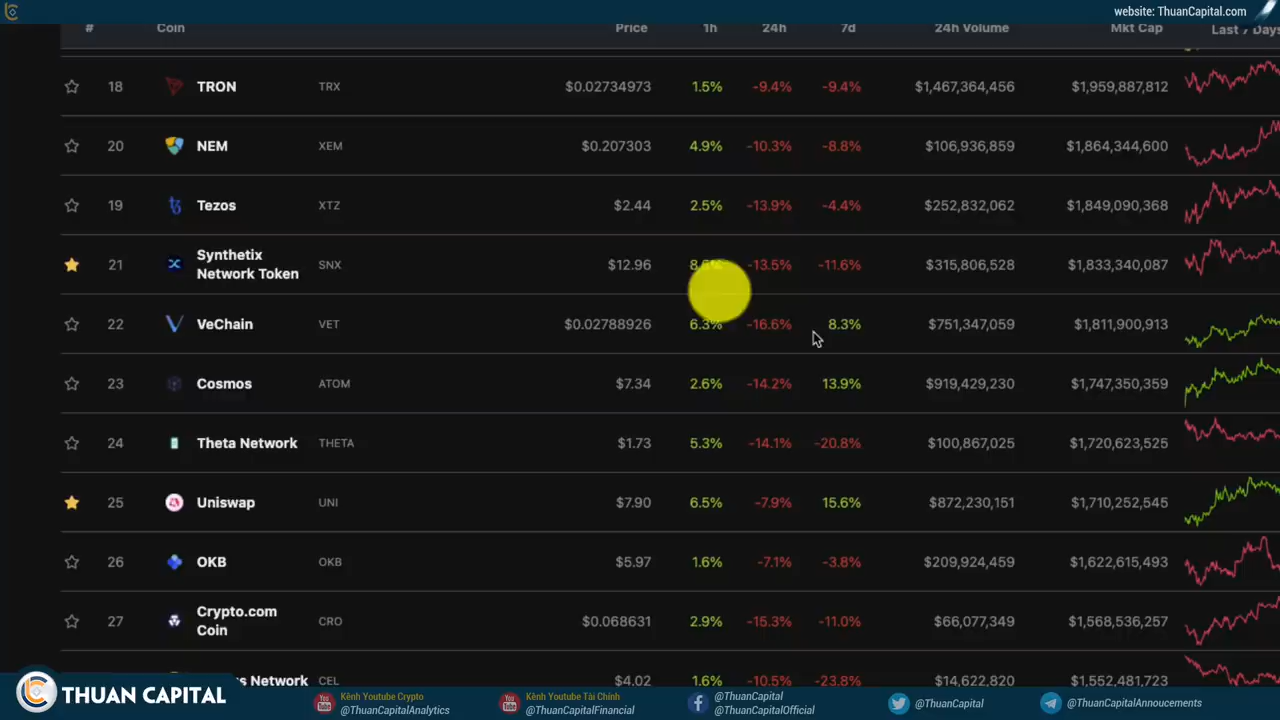 website: ThuanCapital.com
# Coin Price 1h 24h 7d 24h Volume Mkt Cap Last 7 Days
18 TRON TRX $0.02734973 1.5% -9.4% -9.4% $1,467,364,456 $1,959,887,812
20 NEM XEM $0.207303 4.9% -10.3% -8.8% $106,936,859 $1,864,344,600
19 Tezos XTZ $2.44 2.5% -13.9% -4.4% $252,832,062 $1,849,090,368
21 Synthetix Network Token SNX $12.96 -13.5% -11.6% $315,806,528 $1,833,340,087
22 VeChain VET $0.02788926 6.3% -16.6% 8.3% $751,347,059 $1,811,900,913
23 Cosmos ATOM $7.34 2.6% -14.2% 13.9% $919,429,230 $1,747,350,359
24 Theta Network THETA $1.73 5.3% -14.1% -20.8% $100,867,025 $1,720,623,525
25 Uniswap UNI $7.90 6.5% -7.9% 15.6% $872,230,151 $1,710,252,545
26 OKB OKB $5.97 1.6% -7.1% -3.8% $209,924,459 $1,622,615,493
27 Crypto.com Coin CRO $0.068631 2.9% -15.3% -11.0% $66,077,349 $1,568,536,257
Network CEL $4.02 1.6% -10.5% -23.8% $14,622,820 $1,552,481,723
THUAN CAPITAL
Kênh Youtube Crypto
@ThuanCapitalAnalytics
Kênh Youtube Tài Chính
@ThuanCapitalFinancial
@ThuanCapital
@ThuanCapitalOfficial
@ThuanCapital
@ThuanCapitalAnnoucements